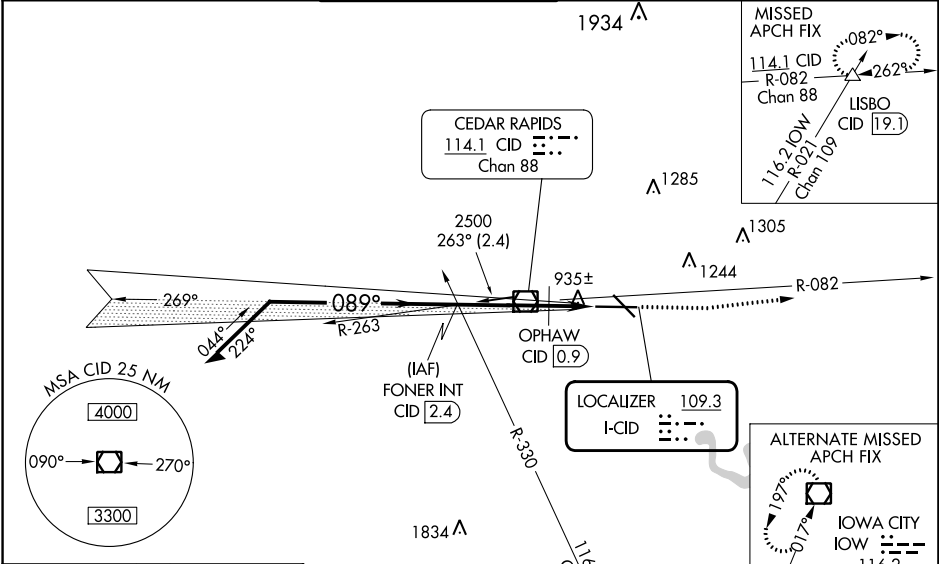 1934
MISSED
APCH FIX
082°
114.1 CID
R-082
Chan 88
262°
LISBO
CID 19.1
116.2 IOW
R-021
Chan 109
CEDAR RAPIDS
114.1 CID
Chan 88
1285
2500
263° (2.4)
1305
1244
935±
R-082
269°
089°
R-263
044°
224°
OPHAW
CID 0.9
(IAF)
FONER INT
CID 2.4
MSA CID 25 NM
4000
090°
270°
3300
LOCALIZER 109.3
I-CID
R-330
1834
116
ALTERNATE MISSED
APCH FIX
197°
017°
IOWA CITY
IOW